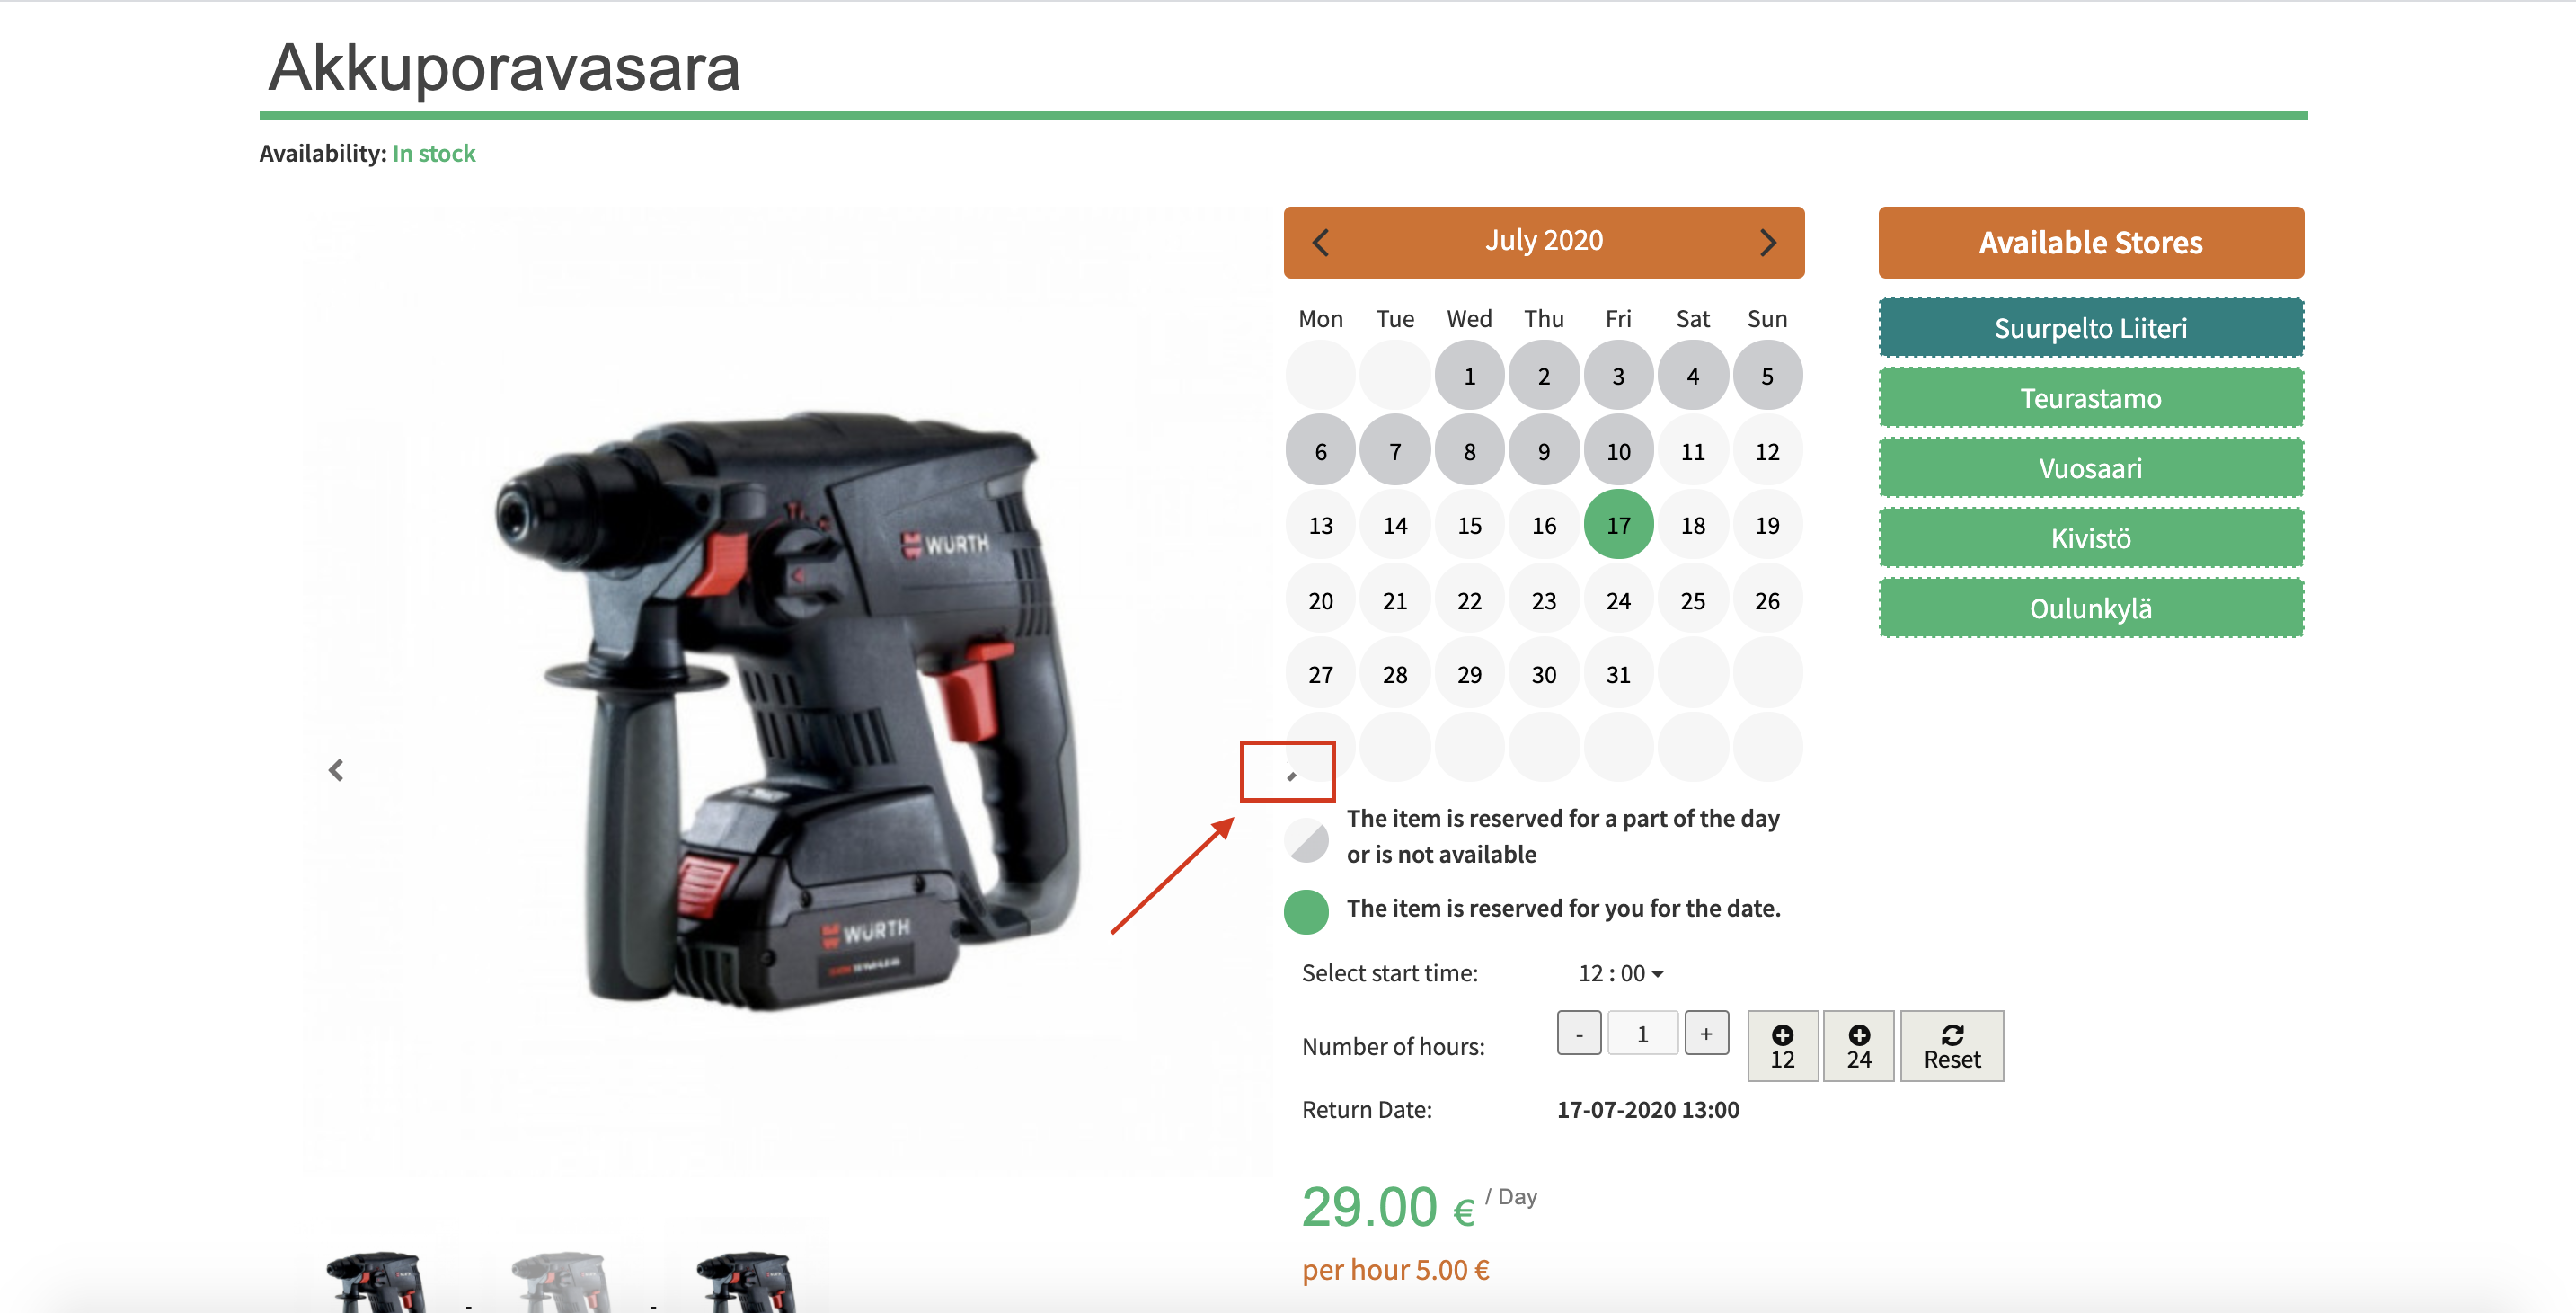 Akkuporavasara
Availability: In stock
WURTH
WURTH
July 2020
Mon Tue Wed Thu Fri Sat Sun
1 2 3 4 5
6 7 8 9 10 11 12
13 14 15 16 17 18 19
20 21 22 23 24 25 26
27 28 29 30 31
The item is reserved for a part of the day
or is not available
The item is reserved for you for the date.
Select start time: 12 : 00
Number of hours: - 1 + 12 24 Reset
Return Date: 17-07-2020 13:00
29.00 € / Day
per hour 5.00 €
Available Stores
Suurpelto Liiteri
Teurastamo
Vuosaari
Kivistö
Oulunkylä